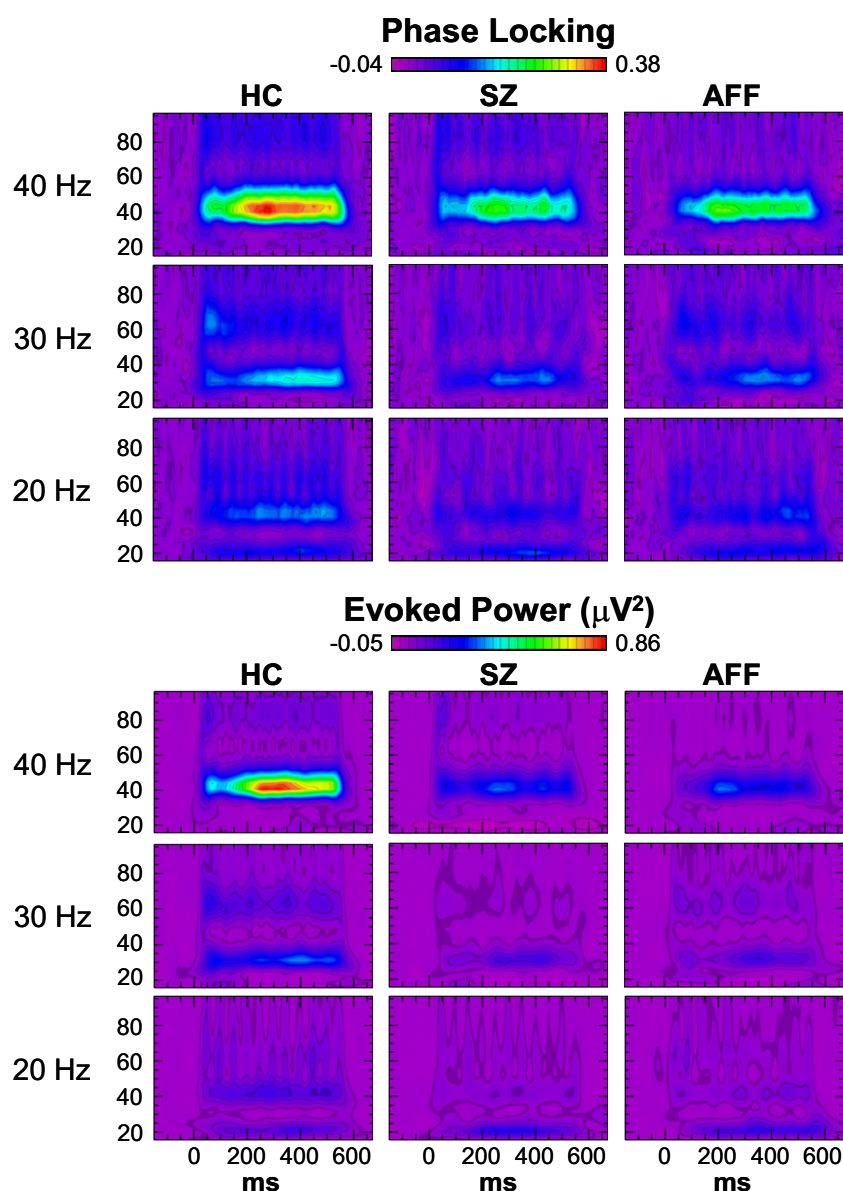 Phase Locking
-0.04 0.38
HC SZ AFF
80
60
40 Hz
40
20
80
60
30 Hz
40
20
80
60
20 Hz
40
20
Evoked Power (μV²)
-0.05 0.86
HC SZ AFF
80
60
40 Hz
40
20
80
60
30 Hz
40
20
80
60
20 Hz
40
20
0 200 400 600 0 200 400 600 0 200 400 600
ms ms ms